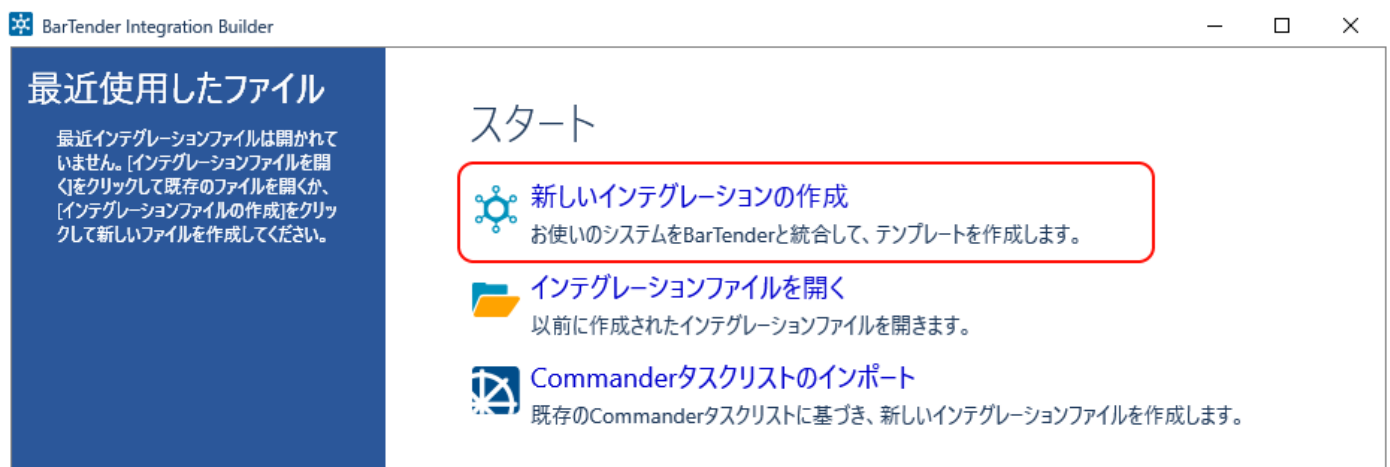 BarTender Integration Builder
最近使用したファイル
最近インテグレーションファイルは開かれて
いません。[インテグレーションファイルを開
く]をクリックして既存のファイルを開くか、
[インテグレーションファイルの作成]をクリッ
クして新しいファイルを作成してください。
スタート
新しいインテグレーションの作成
お使いのシステムをBarTenderと統合して、テンプレートを作成します。
インテグレーションファイルを開く
以前に作成されたインテグレーションファイルを開きます。
Commanderタスクリストのインポート
既存のCommanderタスクリストに基づき、新しいインテグレーションファイルを作成します。